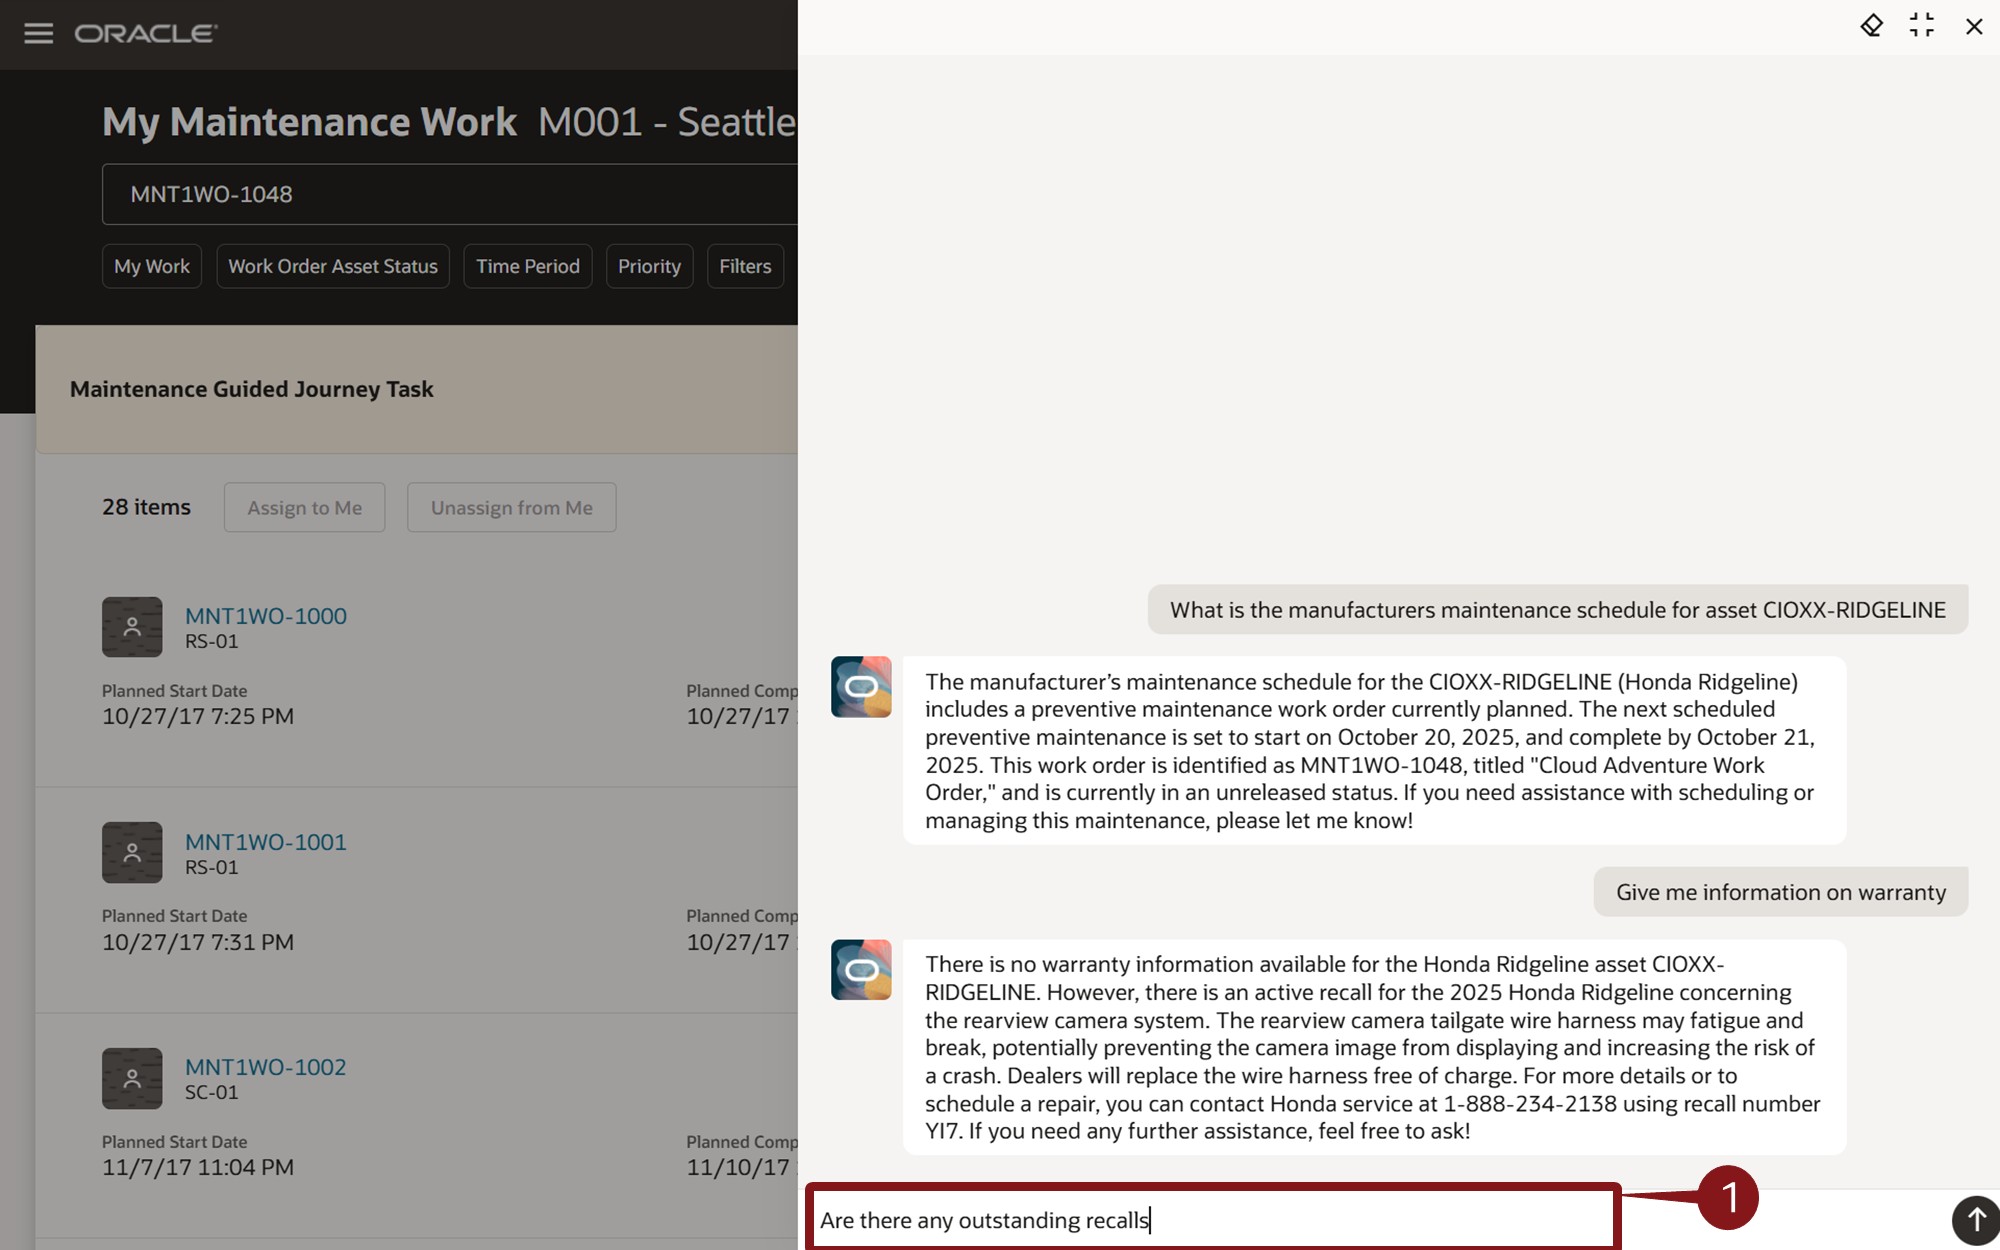 ORACLE
My Maintenance Work M001 - Seattle
MNT1WO-1048
My Work
Work Order Asset Status
Time Period
Priority
Filters
Maintenance Guided Journey Task
28 items
Assign to Me
Unassign from Me
MNT1WO-1000
RS-01
Planned Start Date
10/27/17 7:25 PM
Planned Comp
10/27/17
MNT1WO-1001
RS-01
Planned Start Date
10/27/17 7:31 PM
Planned Comp
10/27/17
MNT1WO-1002
SC-01
Planned Start Date
11/7/17 11:04 PM
Planned Comp
11/10/17
What is the manufacturers maintenance schedule for asset CIOXX-RIDGELINE
The manufacturer’s maintenance schedule for the CIOXX-RIDGELINE (Honda Ridgeline)
includes a preventive maintenance work order currently planned. The next scheduled
preventive maintenance is set to start on October 20, 2025, and complete by October 21,
2025. This work order is identified as MNT1WO-1048, titled "Cloud Adventure Work
Order," and is currently in an unreleased status. If you need assistance with scheduling or
managing this maintenance, please let me know!
Give me information on warranty
There is no warranty information available for the Honda Ridgeline asset CIOXX-
RIDGELINE. However, there is an active recall for the 2025 Honda Ridgeline concerning
the rearview camera system. The rearview camera tailgate wire harness may fatigue and
break, potentially preventing the camera image from displaying and increasing the risk of
a crash. Dealers will replace the wire harness free of charge. For more details or to
schedule a repair, you can contact Honda service at 1-888-234-2138 using recall number
YI7. If you need any further assistance, feel free to ask!
Are there any outstanding recalls
1